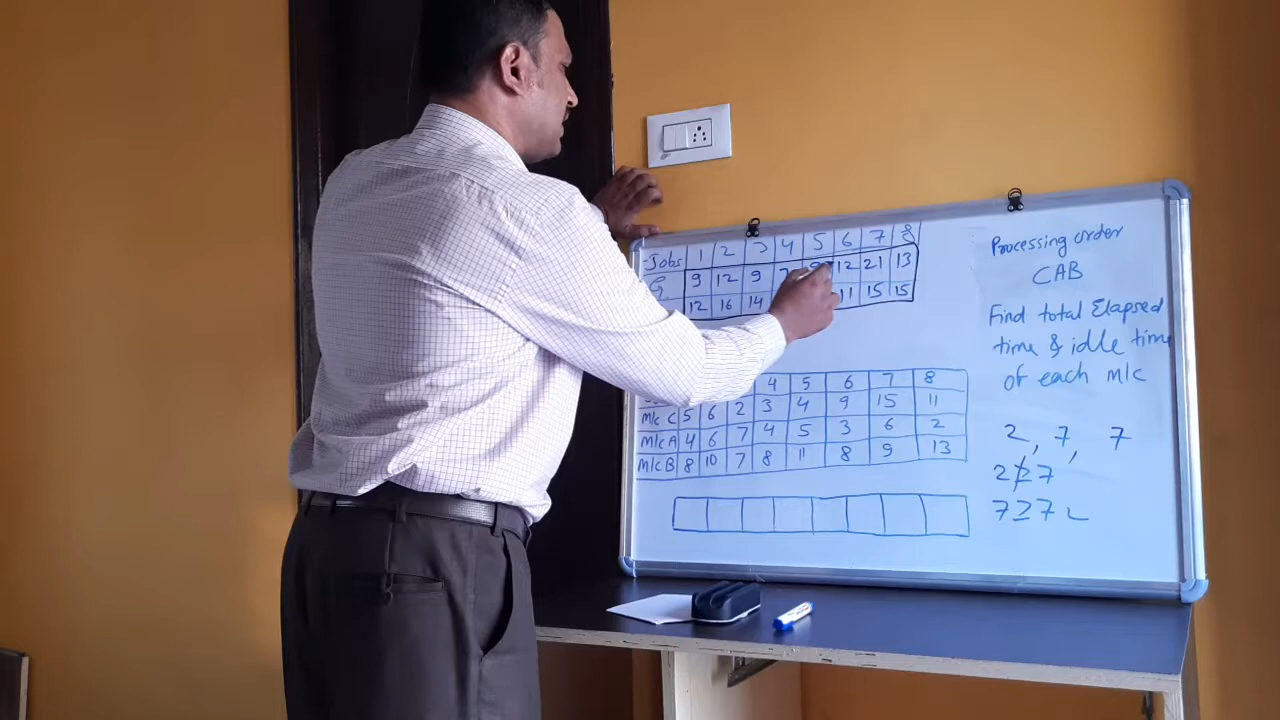 Jobs 1 2 3 4 5 6 7 8
G 9 12 9 7 9 12 21 13
12 16 14 11 15 15
4 5 6 7 8
M/c C 5 6 2 3 4 9 15 11
M/c A 4 6 7 4 5 3 6 2
M/c B 8 10 7 8 11 8 9 13
Processing order
CAB
Find total Elapsed
time & idle time
of each M/c
2, 7, 7
2 ≱ 7
7 ≥ 7